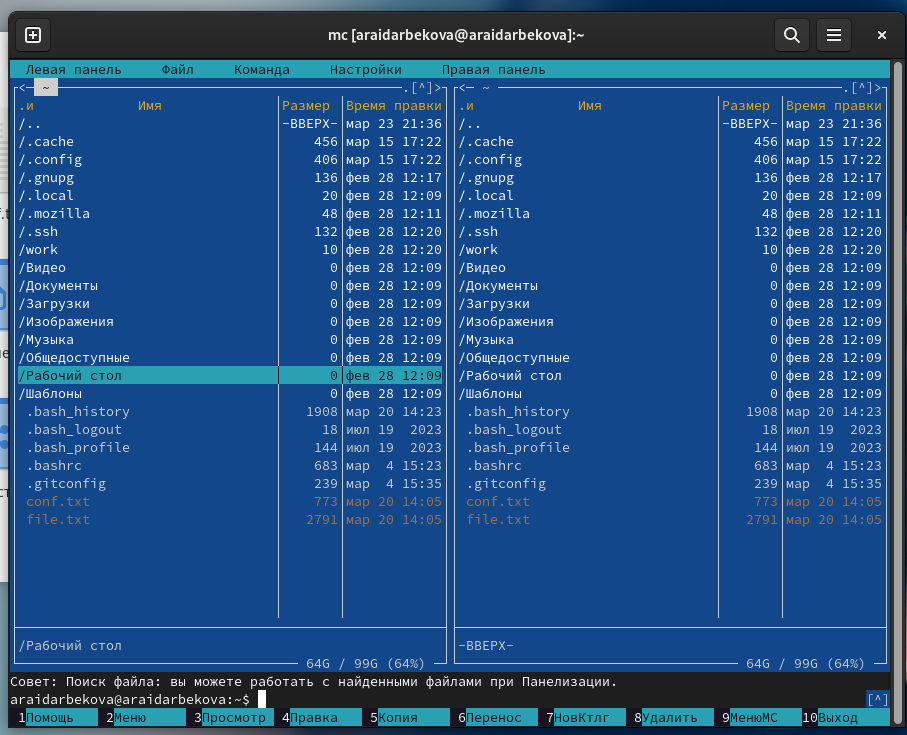 mc [araidarbekova@araidarbekova]:~
Левая панель Файл Команда Настройки Правая панель
<- ~ .[^]> <- ~ .[^]>
.и Имя Размер Время правки .и Имя Размер Время правки
/.. -ВВЕРХ- мар 23 21:36 /.. -ВВЕРХ- мар 23 21:36
/.cache 456 мар 15 17:22 /.cache 456 мар 15 17:22
/.config 406 мар 15 17:22 /.config 406 мар 15 17:22
/.gnupg 136 фев 28 12:17 /.gnupg 136 фев 28 12:17
/.local 20 фев 28 12:09 /.local 20 фев 28 12:09
/.mozilla 48 фев 28 12:11 /.mozilla 48 фев 28 12:11
/.ssh 132 фев 28 12:20 /.ssh 132 фев 28 12:20
/work 10 фев 28 12:20 /work 10 фев 28 12:20
/Видео 0 фев 28 12:09 /Видео 0 фев 28 12:09
/Документы 0 фев 28 12:09 /Документы 0 фев 28 12:09
/Загрузки 0 фев 28 12:09 /Загрузки 0 фев 28 12:09
/Изображения 0 фев 28 12:09 /Изображения 0 фев 28 12:09
/Музыка 0 фев 28 12:09 /Музыка 0 фев 28 12:09
/Общедоступные 0 фев 28 12:09 /Общедоступные 0 фев 28 12:09
/Рабочий стол 0 фев 28 12:09 /Рабочий стол 0 фев 28 12:09
/Шаблоны 0 фев 28 12:09 /Шаблоны 0 фев 28 12:09
.bash_history 1908 мар 20 14:23 .bash_history 1908 мар 20 14:23
.bash_logout 18 июл 19 2023 .bash_logout 18 июл 19 2023
.bash_profile 144 июл 19 2023 .bash_profile 144 июл 19 2023
.bashrc 683 мар 4 15:23 .bashrc 683 мар 4 15:23
.gitconfig 239 мар 4 15:35 .gitconfig 239 мар 4 15:35
conf.txt 773 мар 20 14:05 conf.txt 773 мар 20 14:05
file.txt 2791 мар 20 14:05 file.txt 2791 мар 20 14:05
/Рабочий стол -ВВЕРХ-
64G / 99G (64%) 64G / 99G (64%)
Совет: Поиск файла: вы можете работать с найденными файлами при Панелизации.
araidarbekova@araidarbekova:~$ [^]
1Помощь 2Меню 3Просмотр 4Правка 5Копия 6Перенос 7НовКтлг 8Удалить 9МенюМС 10Выход